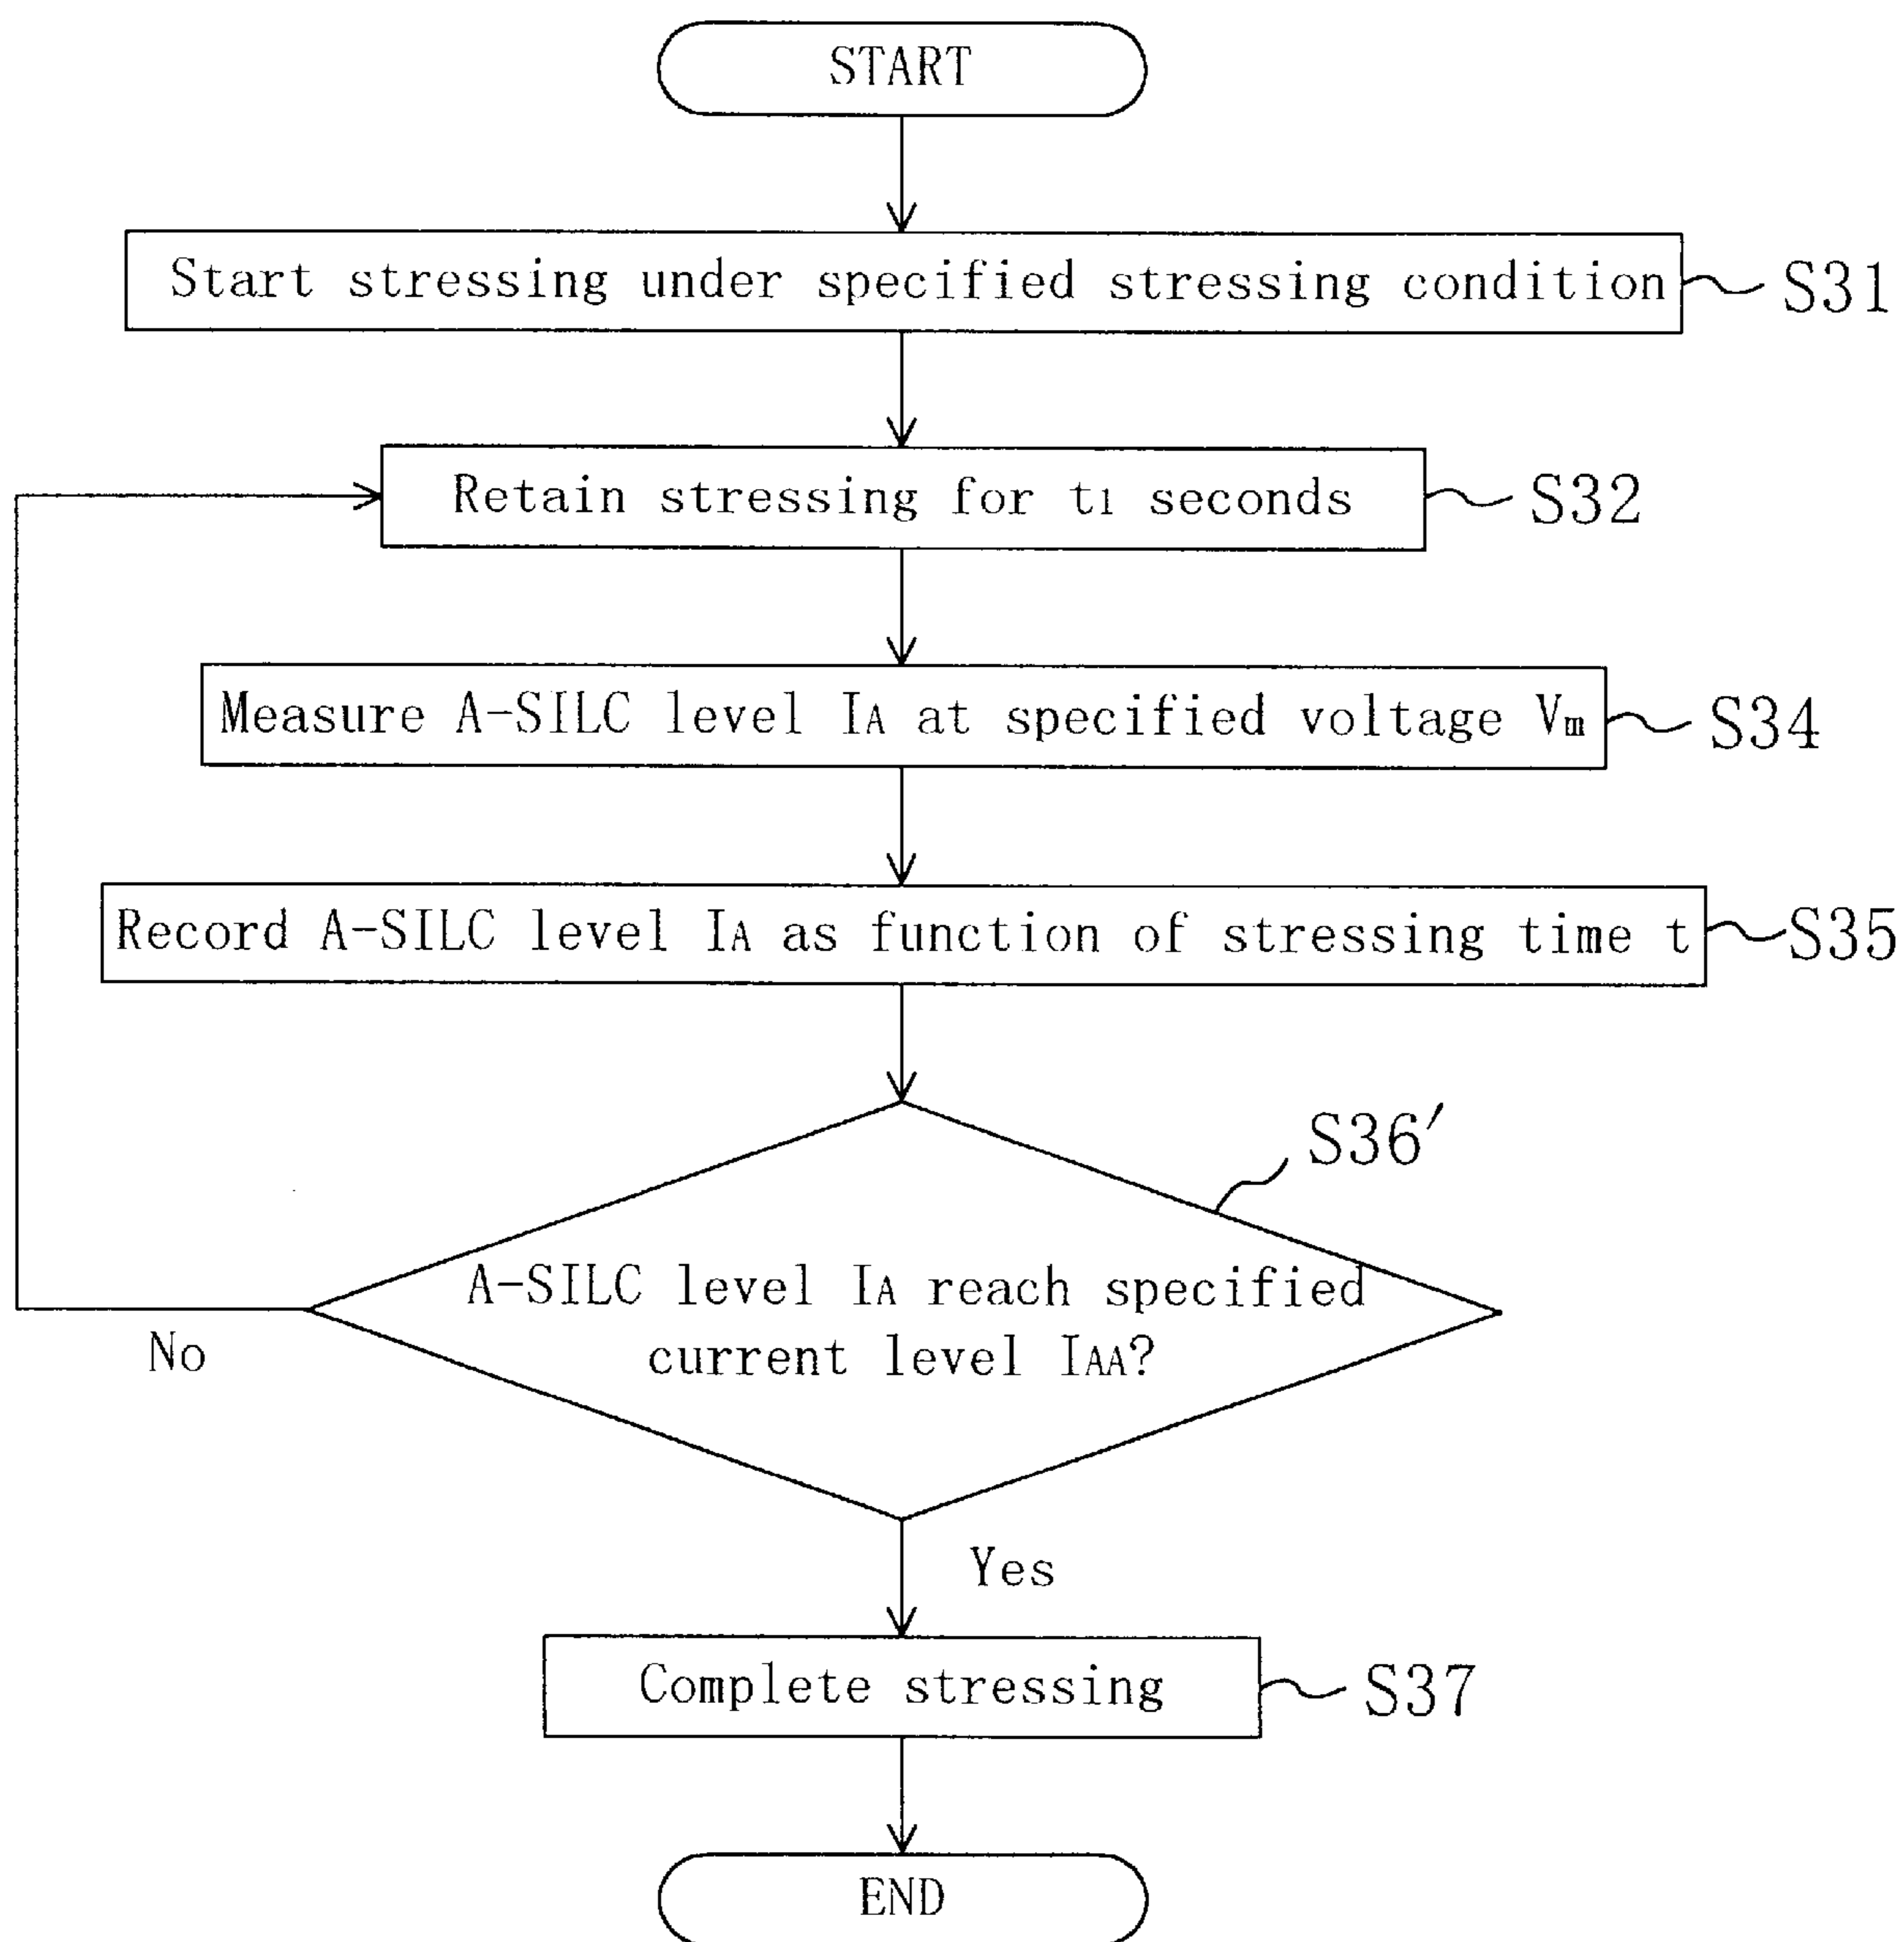 START
Start stressing under specified stressing condition
S31
Retain stressing for t1 seconds
S32
Measure A-SILC level IA at specified voltage Vm
S34
Record A-SILC level IA as function of stressing time t
S35
S36′
A-SILC level IA reach specified
current level IAA?
No
Yes
Complete stressing
S37
END